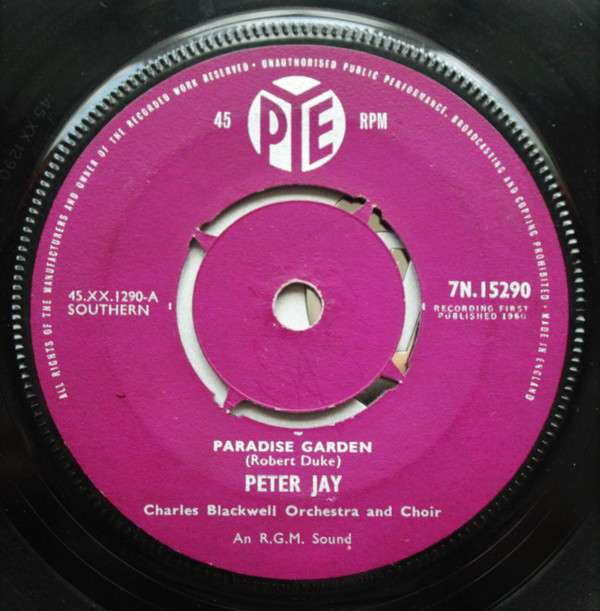 ALL RIGHTS OF THE MANUFACTURERS AND OWNER OF THE RECORDED WORK RESERVED · UNAUTHORISED PUBLIC PERFORMANCE, BROADCASTING AND COPYING PROHIBITED · MADE IN ENGLAND
45 PYE RPM
45.XX.1290-A
SOUTHERN
7N.15290
RECORDING FIRST
PUBLISHED 1960
PARADISE GARDEN
(Robert Duke)
PETER JAY
Charles Blackwell Orchestra and Choir
An R.G.M. Sound